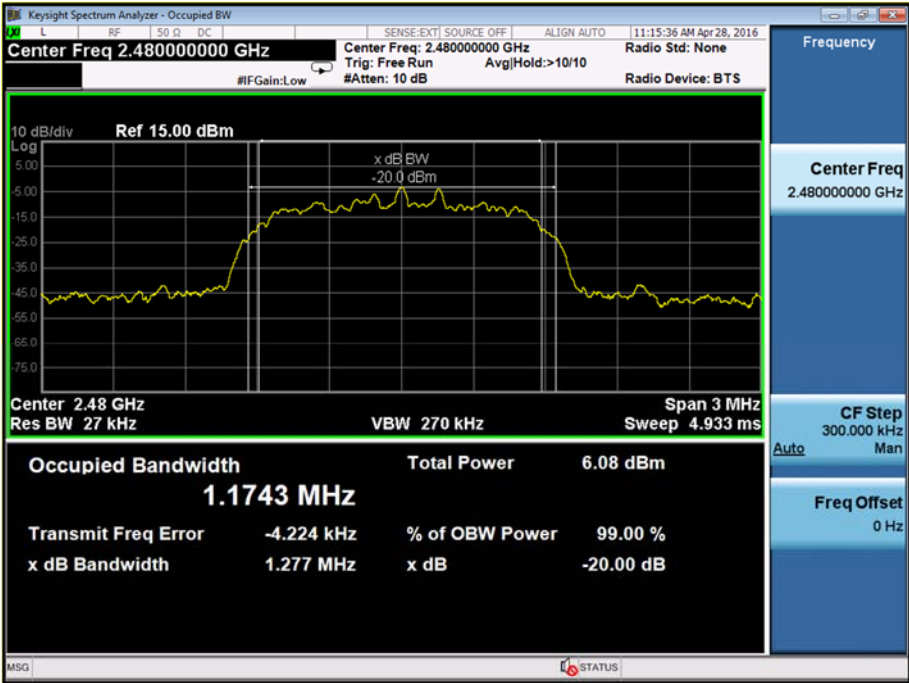 Keysight Spectrum Analyzer - Occupied BW
LXI L RF 50 Ω DC SENSE:EXT SOURCE OFF ALIGN AUTO 11:15:36 AM Apr 28, 2016
Center Freq 2.480000000 GHz
Center Freq: 2.480000000 GHz Radio Std: None
Trig: Free Run Avg|Hold:>10/10
#IFGain:Low #Atten: 10 dB Radio Device: BTS
10 dB/div Ref 15.00 dBm
Log
x dB BW
-20.0 dBm
5.00
-5.00
-15.0
-25.0
-35.0
-45.0
-55.0
-65.0
-75.0
Center 2.48 GHz Span 3 MHz
Res BW 27 kHz VBW 270 kHz Sweep 4.933 ms
Occupied Bandwidth Total Power 6.08 dBm
1.1743 MHz
Transmit Freq Error -4.224 kHz % of OBW Power 99.00 %
x dB Bandwidth 1.277 MHz x dB -20.00 dB
MSG STATUS
Frequency
Center Freq
2.480000000 GHz
CF Step
300.000 kHz
Auto Man
Freq Offset
0 Hz